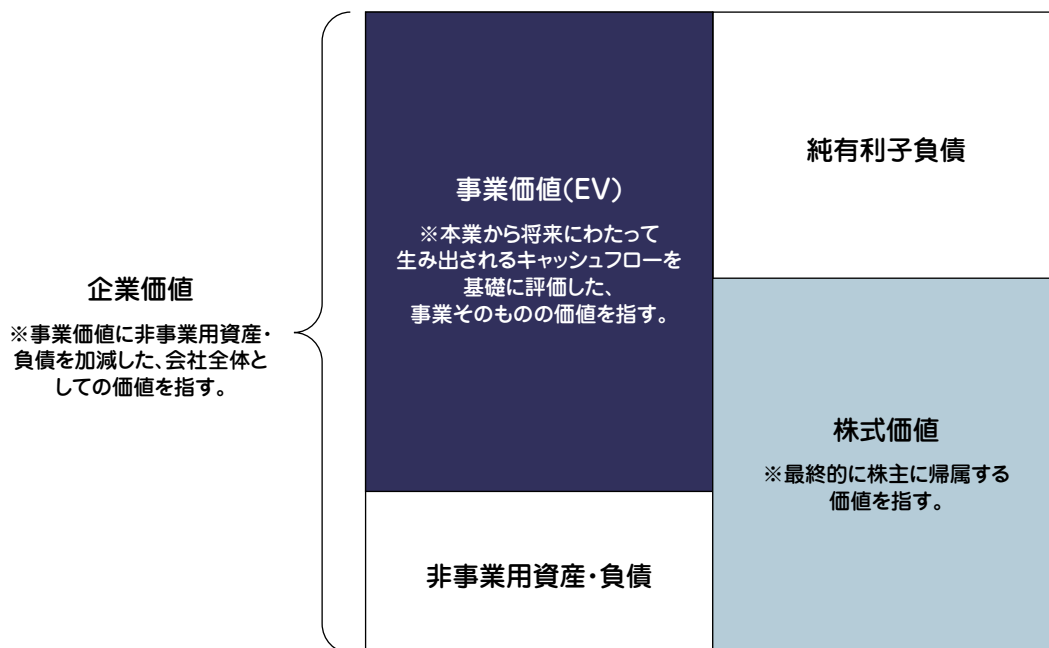 企業価値
※事業価値に非事業用資産・
負債を加減した、会社全体と
しての価値を指す。
事業価値(EV)
※本業から将来にわたって
生み出されるキャッシュフローを
基礎に評価した、
事業そのものの価値を指す。
非事業用資産・負債
純有利子負債
株式価値
※最終的に株主に帰属する
価値を指す。